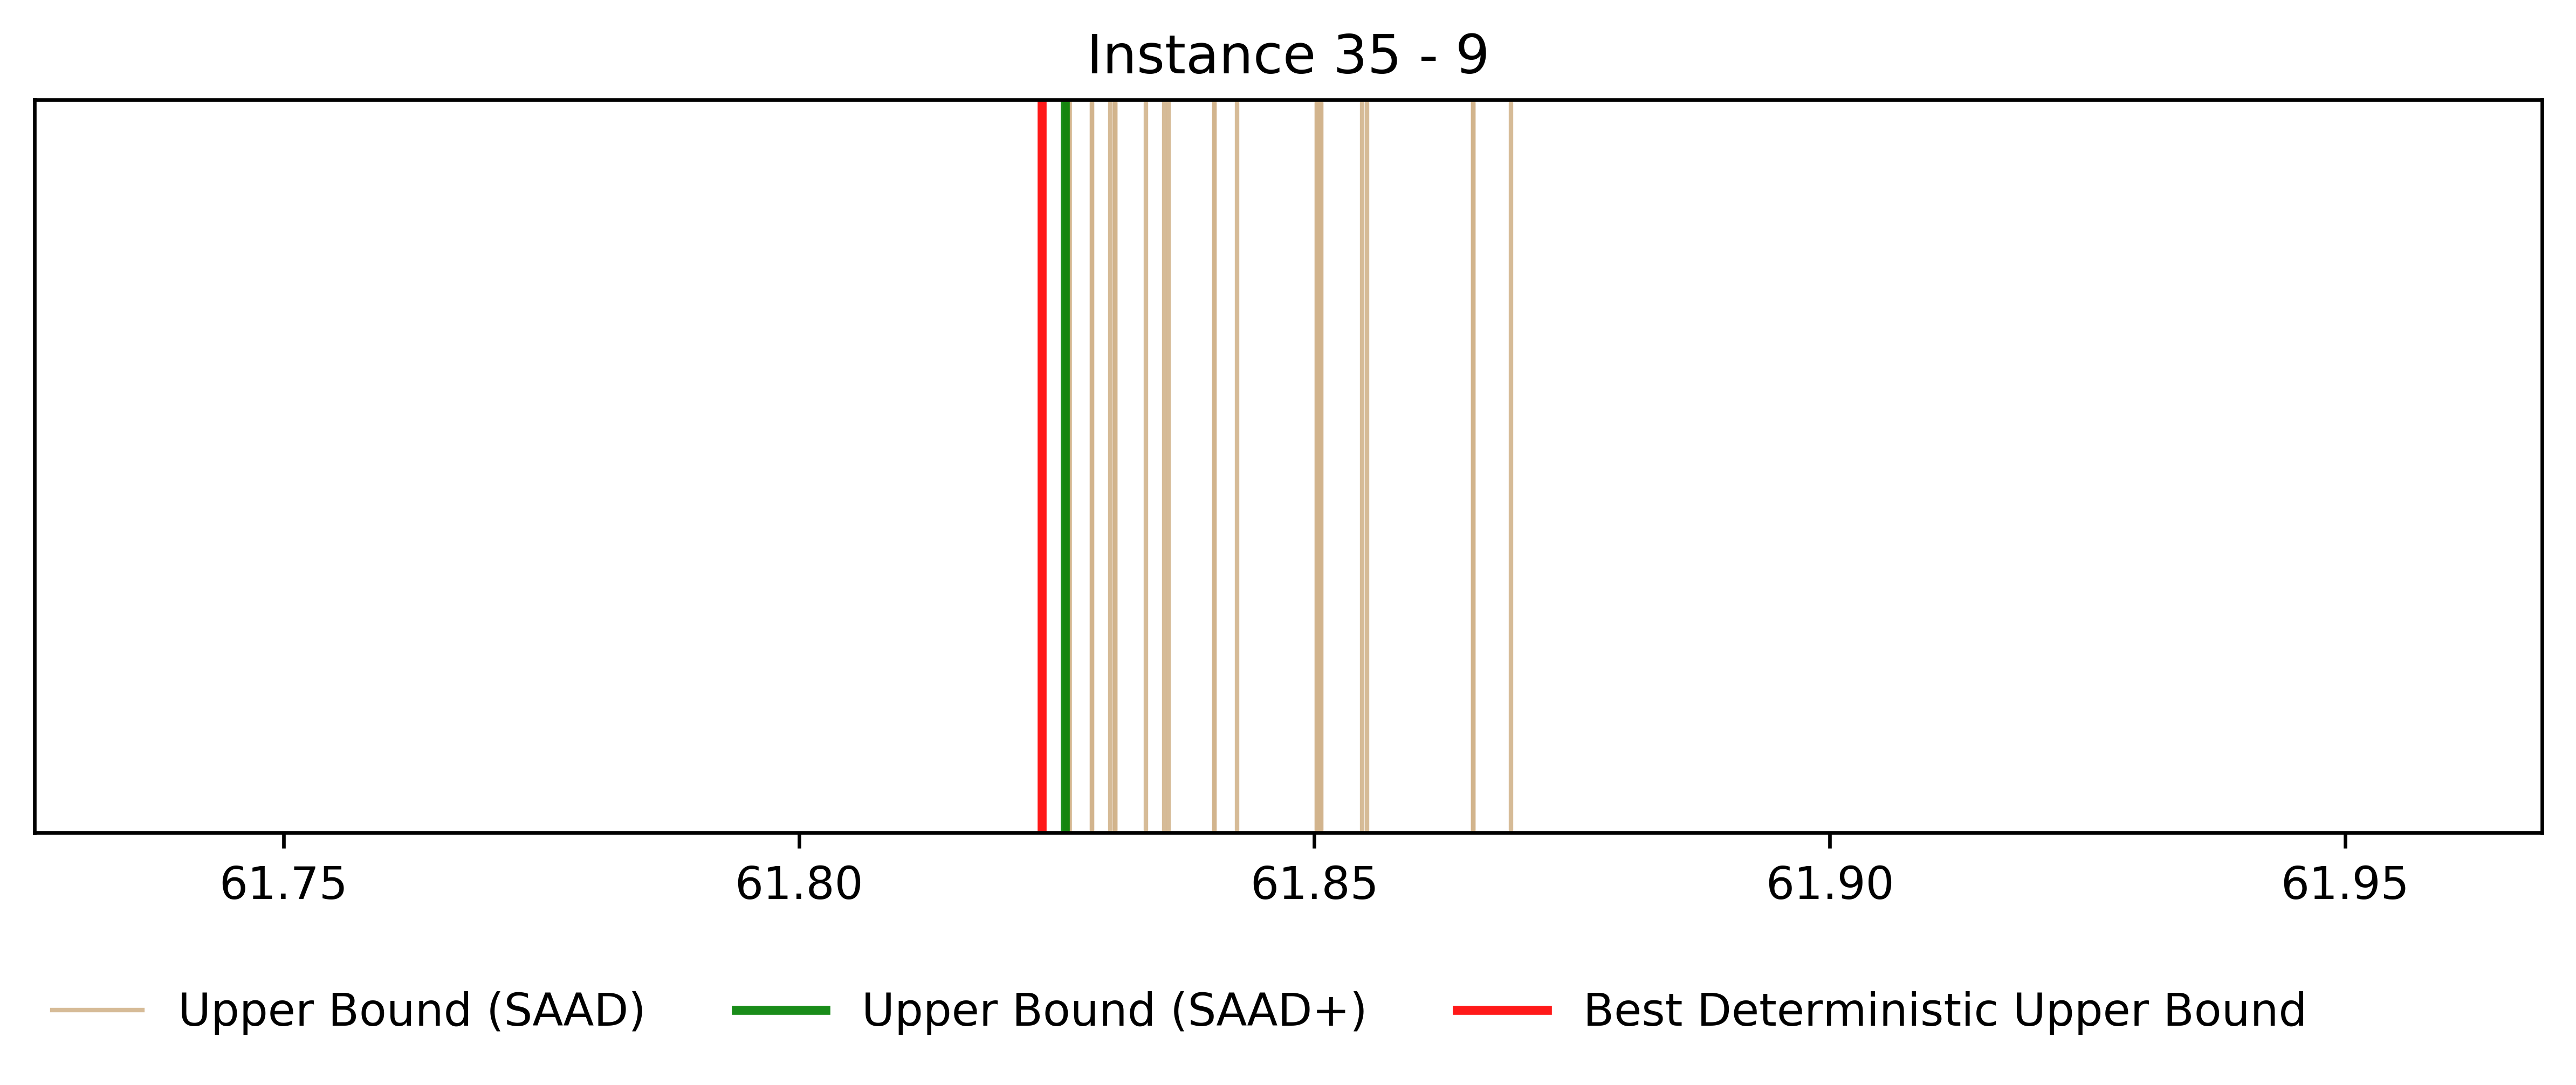 Instance 35 - 9
61.75 61.80 61.85 61.90 61.95
Upper Bound (SAAD) Upper Bound (SAAD+) Best Deterministic Upper Bound